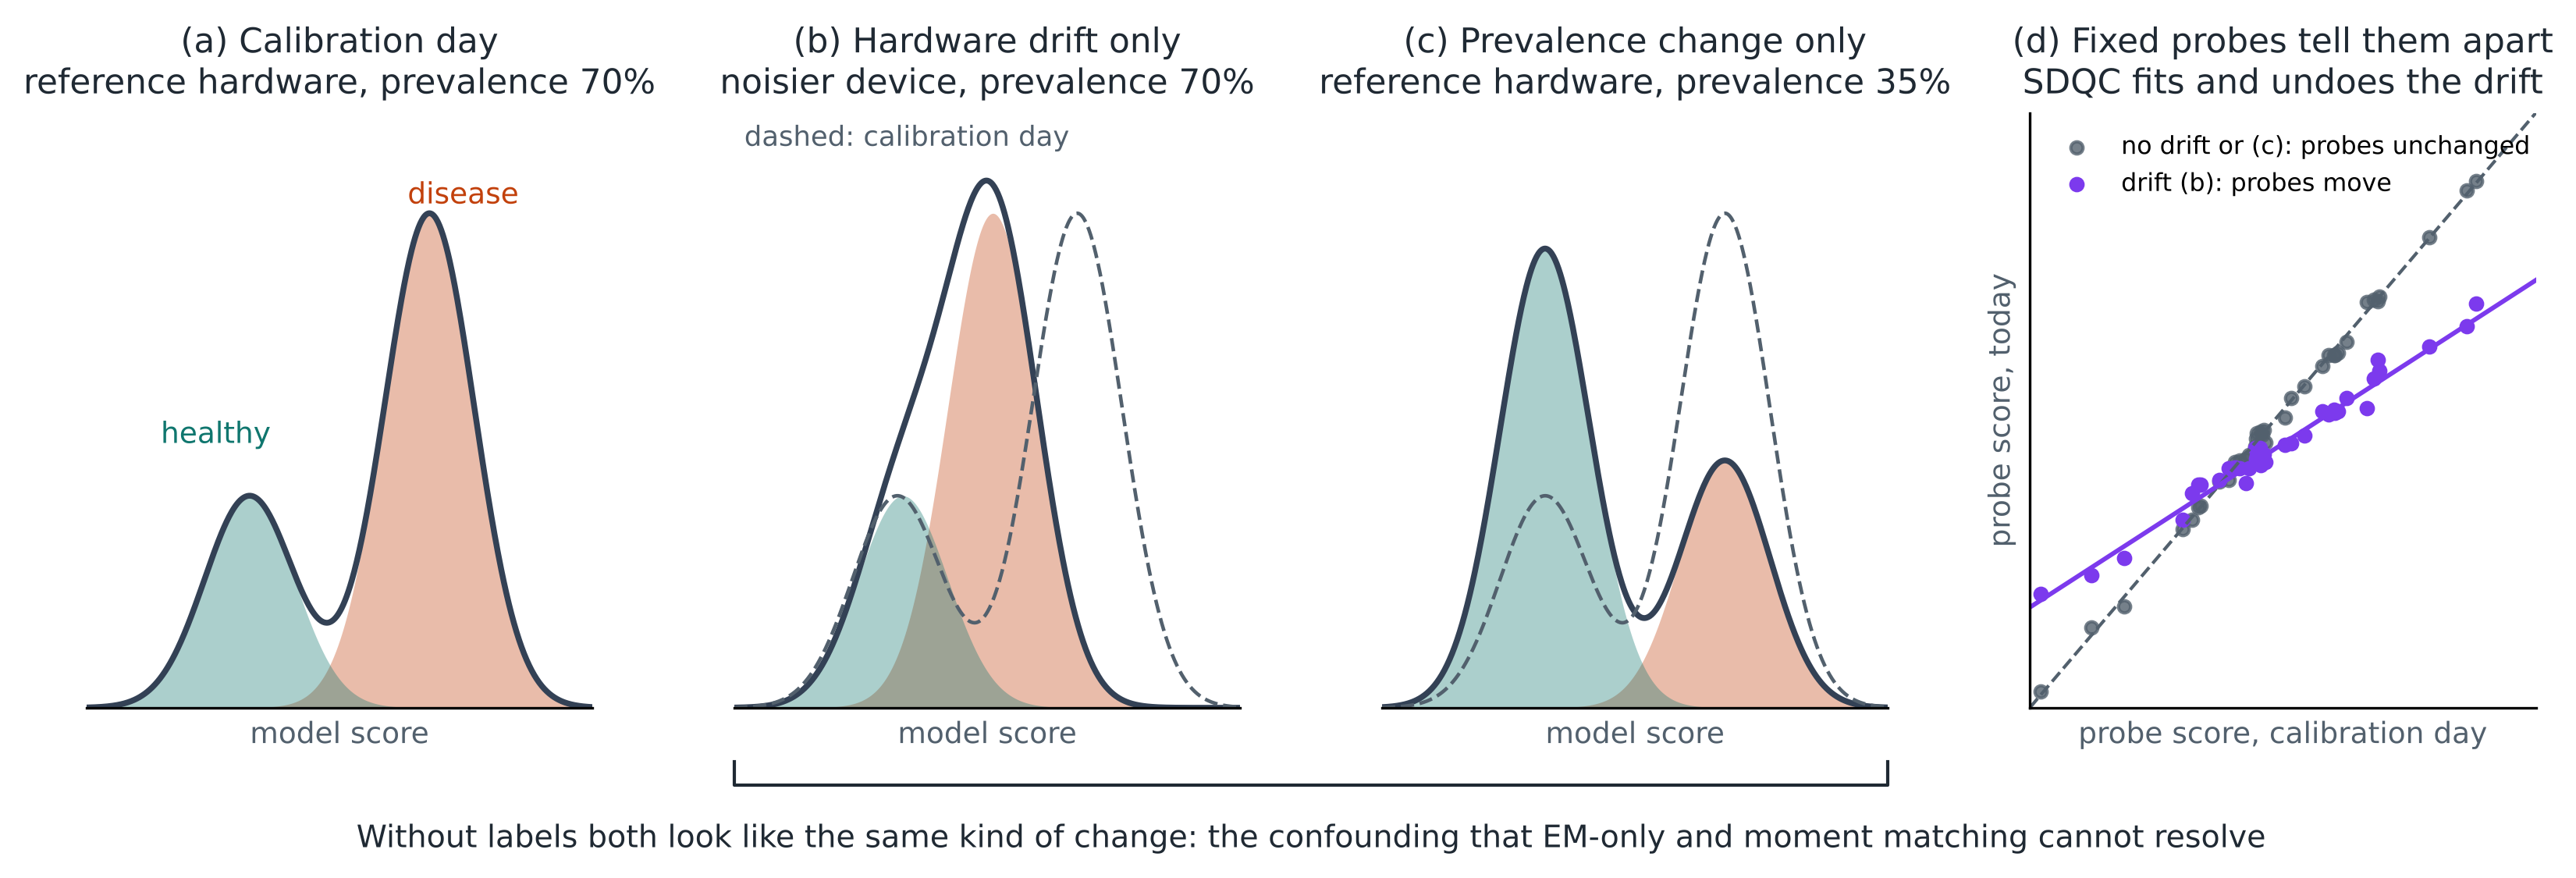 (a) Calibration day
reference hardware, prevalence 70%
healthy
disease
model score
(b) Hardware drift only
noisier device, prevalence 70%
dashed: calibration day
model score
(c) Prevalence change only
reference hardware, prevalence 35%
model score
(d) Fixed probes tell them apart
SDQC fits and undoes the drift
no drift or (c): probes unchanged
drift (b): probes move
probe score, today
probe score, calibration day
Without labels both look like the same kind of change: the confounding that EM-only and moment matching cannot resolve